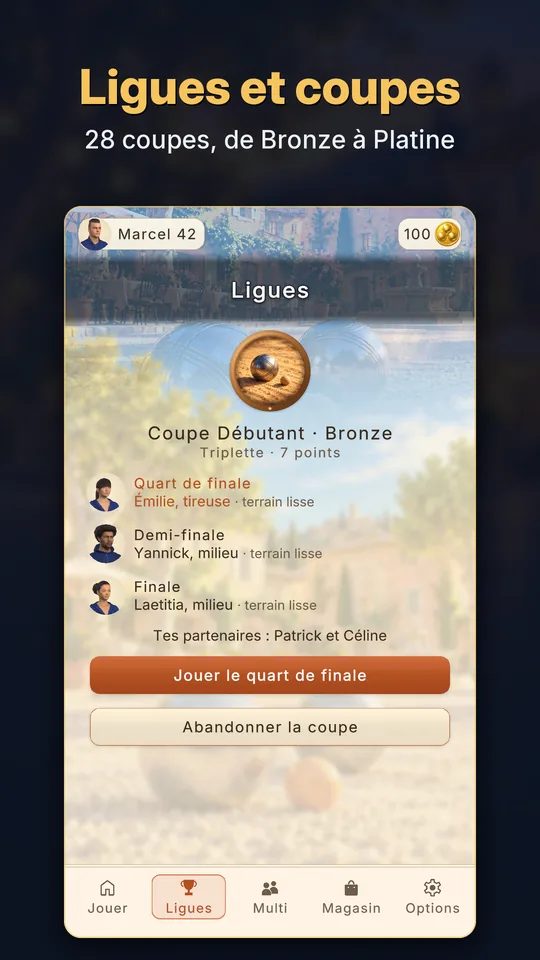 Ligues et coupes
28 coupes, de Bronze à Platine
Marcel 42
100
Ligues
Coupe Débutant · Bronze
Triplette · 7 points
Quart de finale
Émilie, tireuse · terrain lisse
Demi-finale
Yannick, milieu · terrain lisse
Finale
Laetitia, milieu · terrain lisse
Tes partenaires : Patrick et Céline
Jouer le quart de finale
Abandonner la coupe
Jouer
Ligues
Multi
Magasin
Options